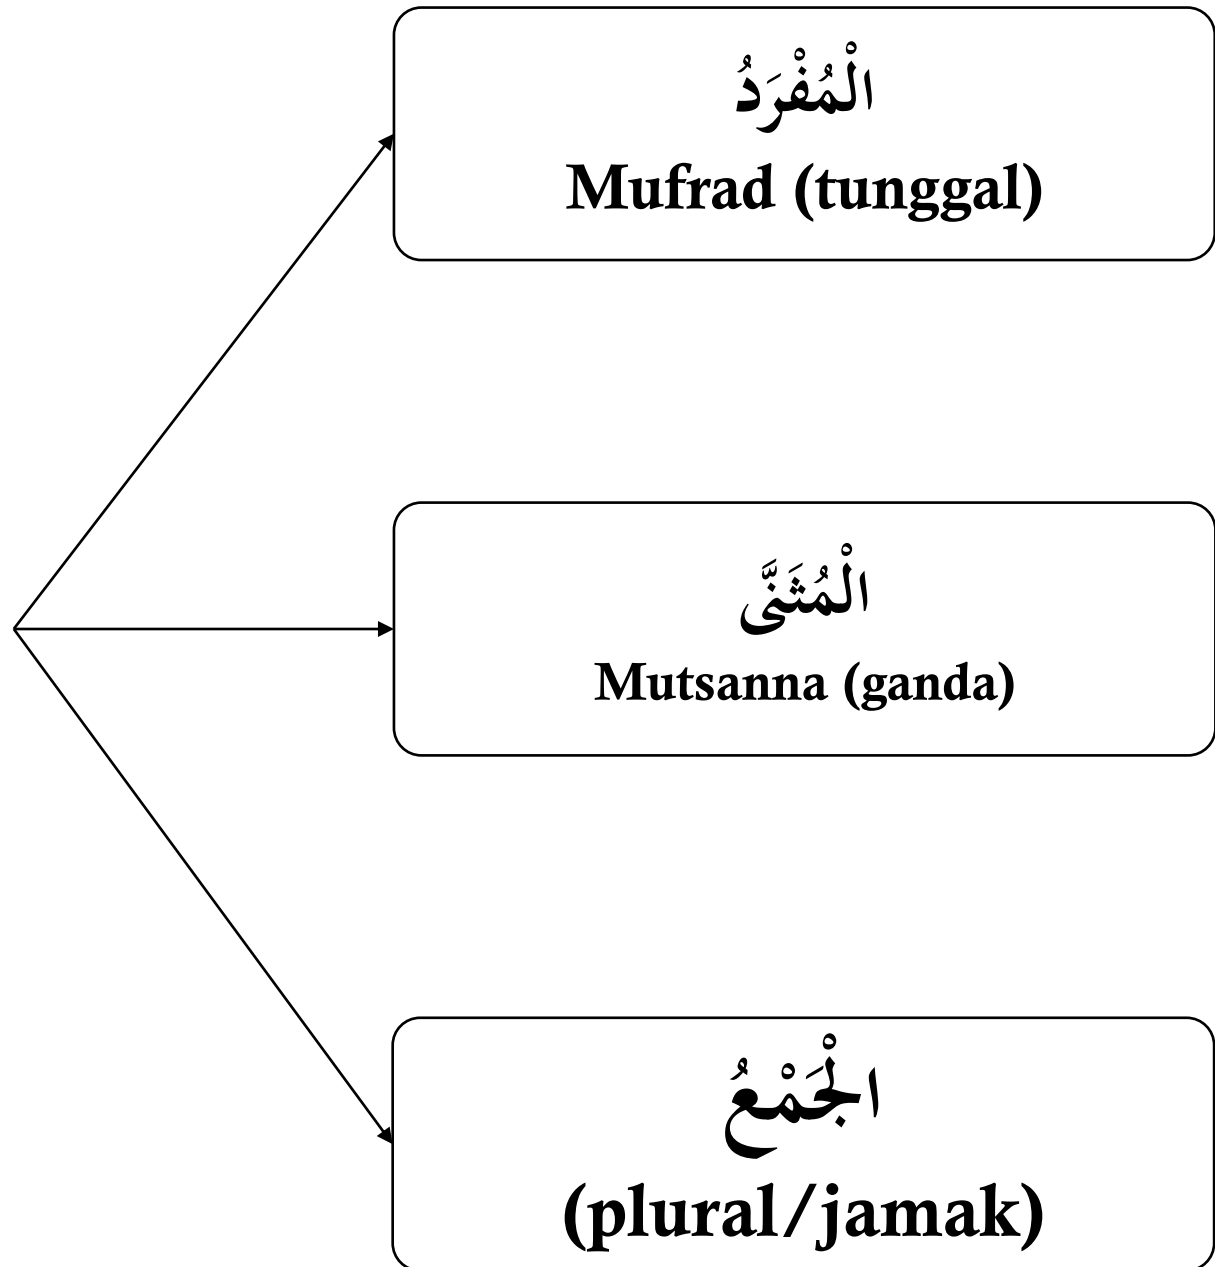 الْمُفْرَدُ
Mufrad (tunggal)
الْمُثَنَّى
Mutsanna (ganda)
الْجَمْعُ
(plural/jamak)